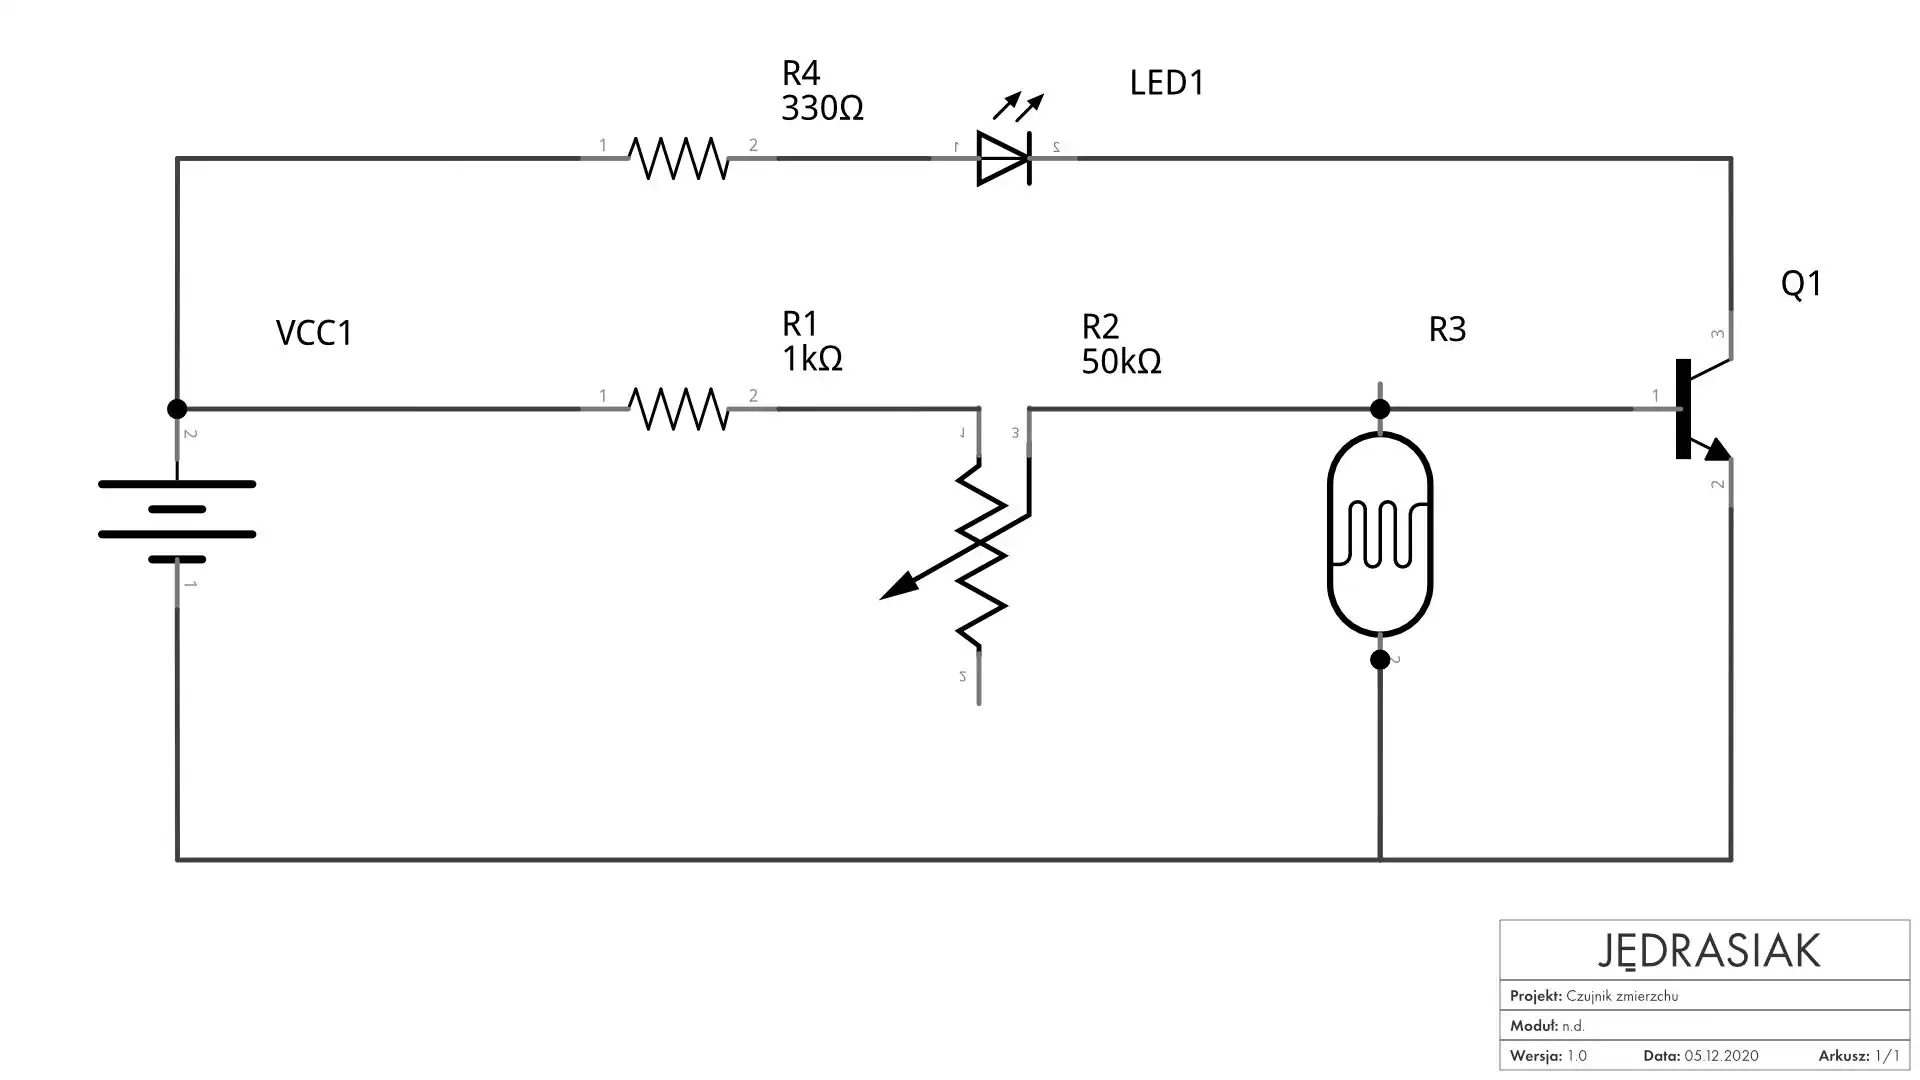 R4
330Ω
LED1
1
2
1
2
Q1
3
VCC1
R1
1kΩ
R2
50kΩ
R3
1
2
1
2
1
3
2
1
2
2
JĘDRASIAK
Projekt: Czujnik zmierzchu
Moduł: n.d.
Wersja: 1.0 Data: 05.12.2020 Arkusz: 1/1